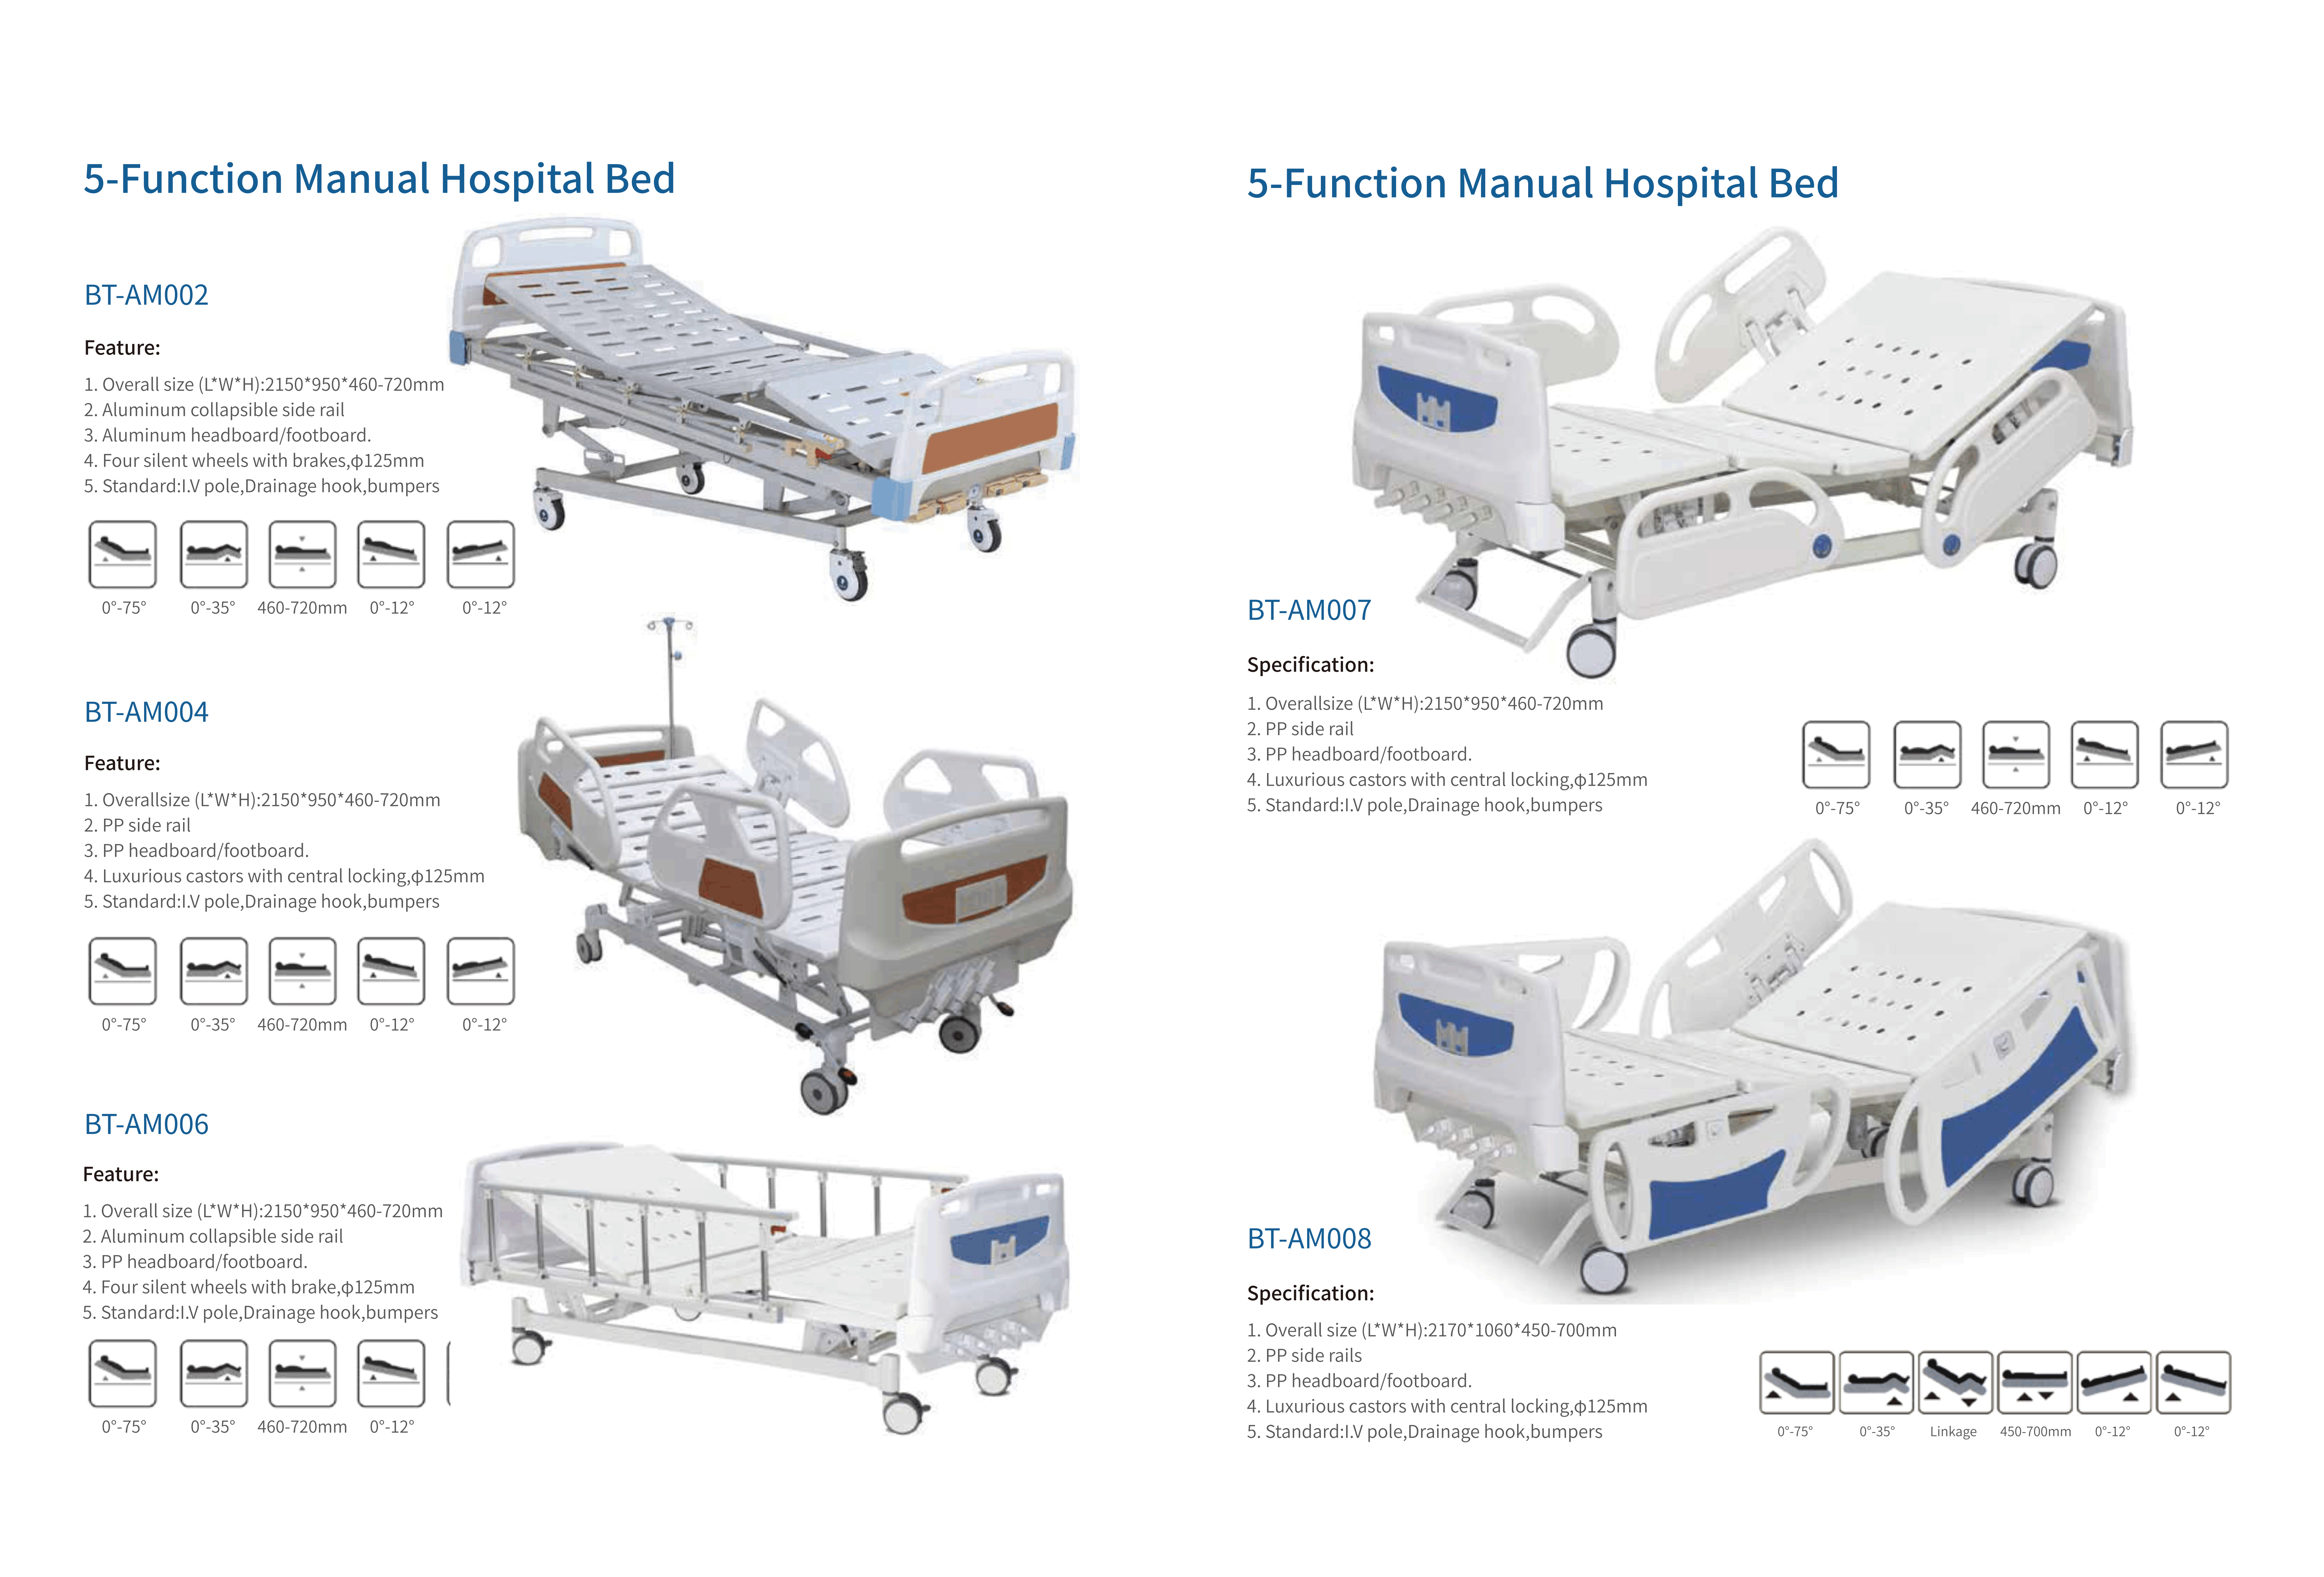 5-Function Manual Hospital Bed
BT-AM002
Feature:
1. Overall size (L*W*H):2150*950*460-720mm
2. Aluminum collapsible side rail
3. Aluminum headboard/footboard.
4. Four silent wheels with brakes,φ125mm
5. Standard:I.V pole,Drainage hook,bumpers
0°-75° 0°-35° 460-720mm 0°-12° 0°-12°
BT-AM004
Feature:
1. Overallsize (L*W*H):2150*950*460-720mm
2. PP side rail
3. PP headboard/footboard.
4. Luxurious castors with central locking,φ125mm
5. Standard:I.V pole,Drainage hook,bumpers
0°-75° 0°-35° 460-720mm 0°-12° 0°-12°
BT-AM006
Feature:
1. Overall size (L*W*H):2150*950*460-720mm
2. Aluminum collapsible side rail
3. PP headboard/footboard.
4. Four silent wheels with brake,φ125mm
5. Standard:I.V pole,Drainage hook,bumpers
0°-75° 0°-35° 460-720mm 0°-12°
5-Function Manual Hospital Bed
BT-AM007
Specification:
1. Overallsize (L*W*H):2150*950*460-720mm
2. PP side rail
3. PP headboard/footboard.
4. Luxurious castors with central locking,φ125mm
5. Standard:I.V pole,Drainage hook,bumpers
0°-75° 0°-35° 460-720mm 0°-12° 0°-12°
BT-AM008
Specification:
1. Overall size (L*W*H):2170*1060*450-700mm
2. PP side rails
3. PP headboard/footboard.
4. Luxurious castors with central locking,φ125mm
5. Standard:I.V pole,Drainage hook,bumpers
0°-75° 0°-35° Linkage 450-700mm 0°-12° 0°-12°